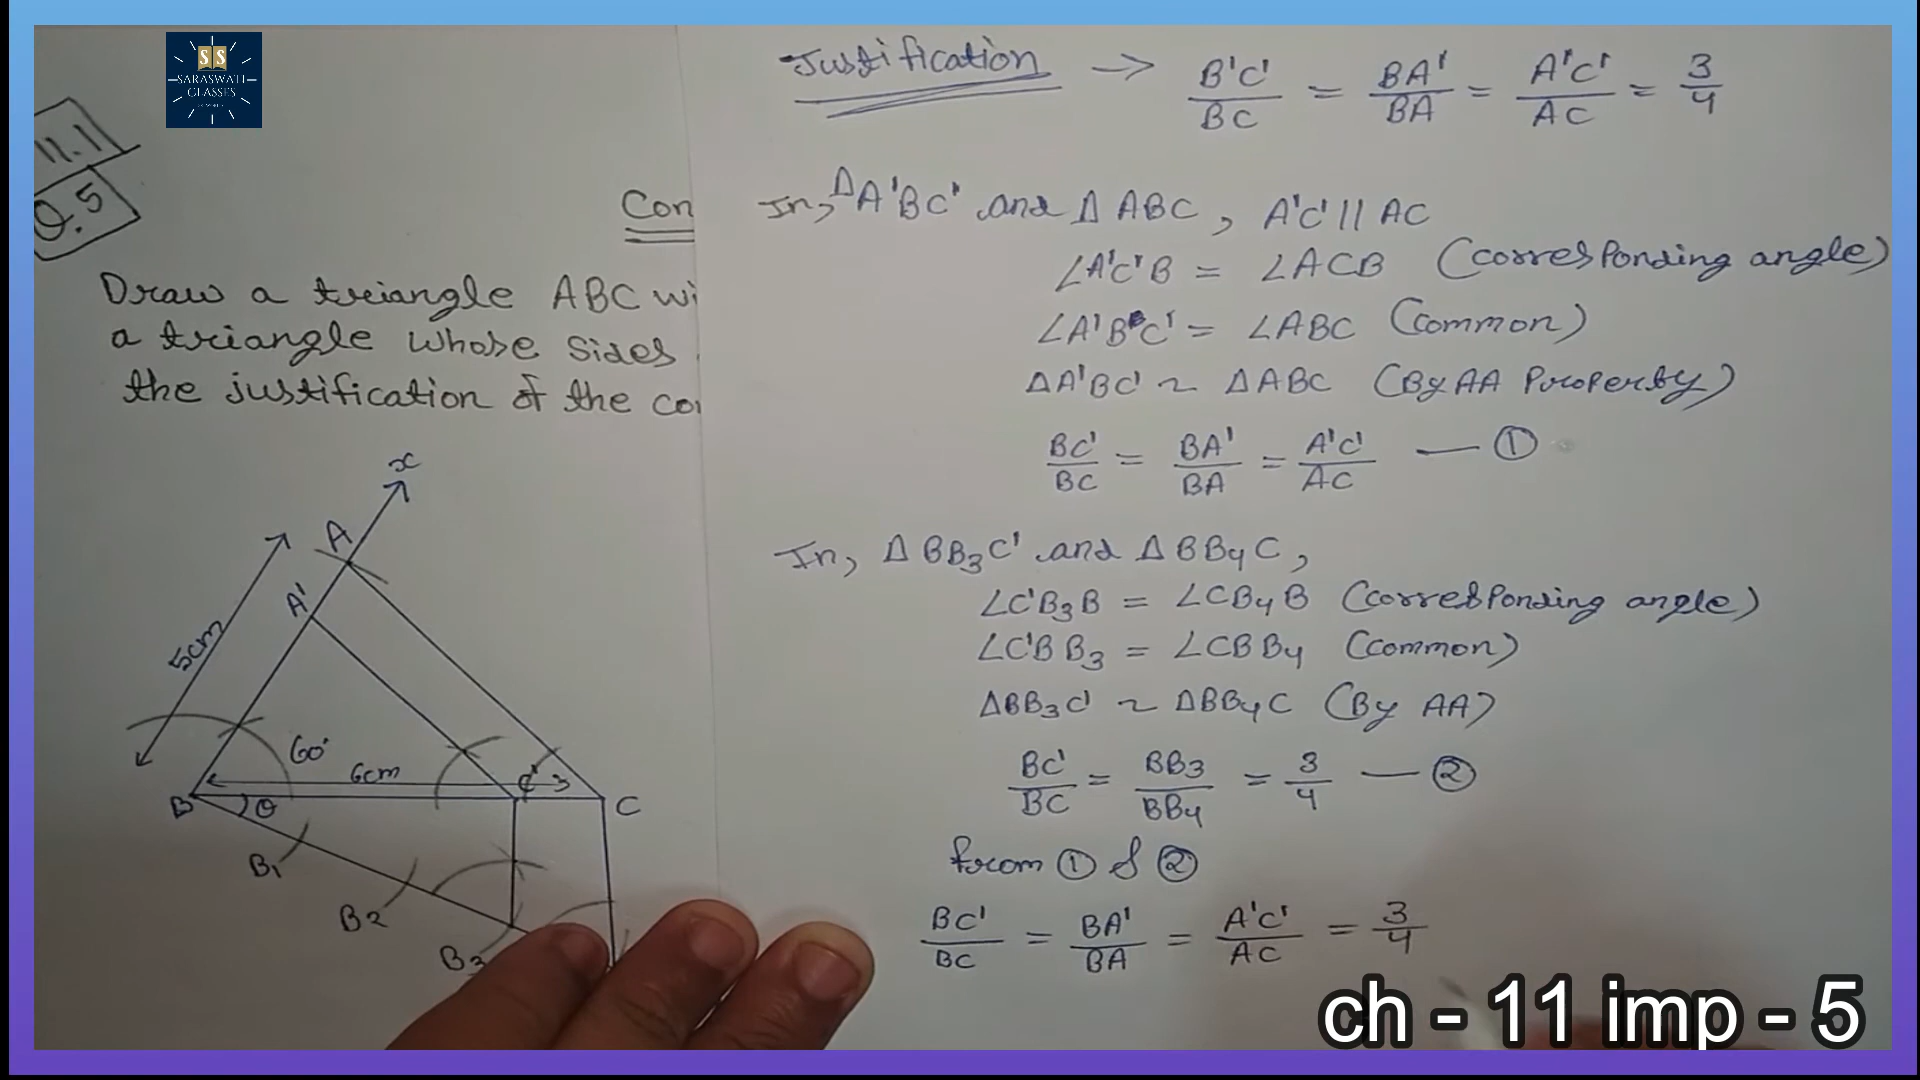 SS
SARASWATI
CLASSES
11.1
Q.5
Con
Draw a triangle ABC wi
a triangle whose sides
the justification of the con
x
A
A'
5cm
60°
6cm
B
θ
C'
C
B1
B2
B3
Justification → B'C'/BC = BA'/BA = A'C'/AC = 3/4
In, ΔA'BC' and Δ ABC, A'C' || AC
∠A'C'B = ∠ACB (corresponding angle)
∠A'BC' = ∠ABC (common)
ΔA'BC' ~ ΔABC (By AA Property)
BC'/BC = BA'/BA = A'C'/AC — ①
In, Δ BB3C' and Δ BB4C,
∠C'B3B = ∠CB4B (corresponding angle)
∠C'BB3 = ∠CBB4 (common)
ΔBB3C' ~ ΔBB4C (By AA)
BC'/BC = BB3/BB4 = 3/4 — ②
from ① & ②
BC'/BC = BA'/BA = A'C'/AC = 3/4
ch - 11 imp - 5